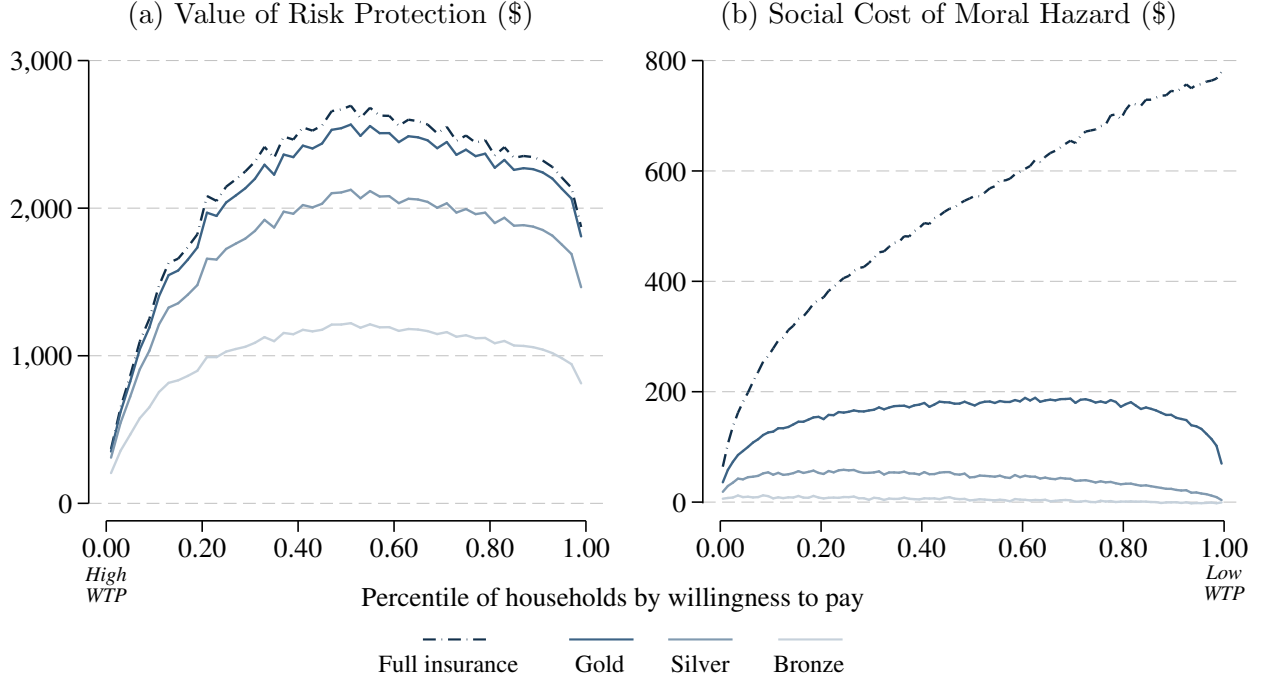 (a) Value of Risk Protection ($)
3,000
2,000
1,000
0
0.00 0.20 0.40 0.60 0.80 1.00
High
WTP
(b) Social Cost of Moral Hazard ($)
800
600
400
200
0
0.00 0.20 0.40 0.60 0.80 1.00
Low
WTP
Percentile of households by willingness to pay
Full insurance Gold Silver Bronze